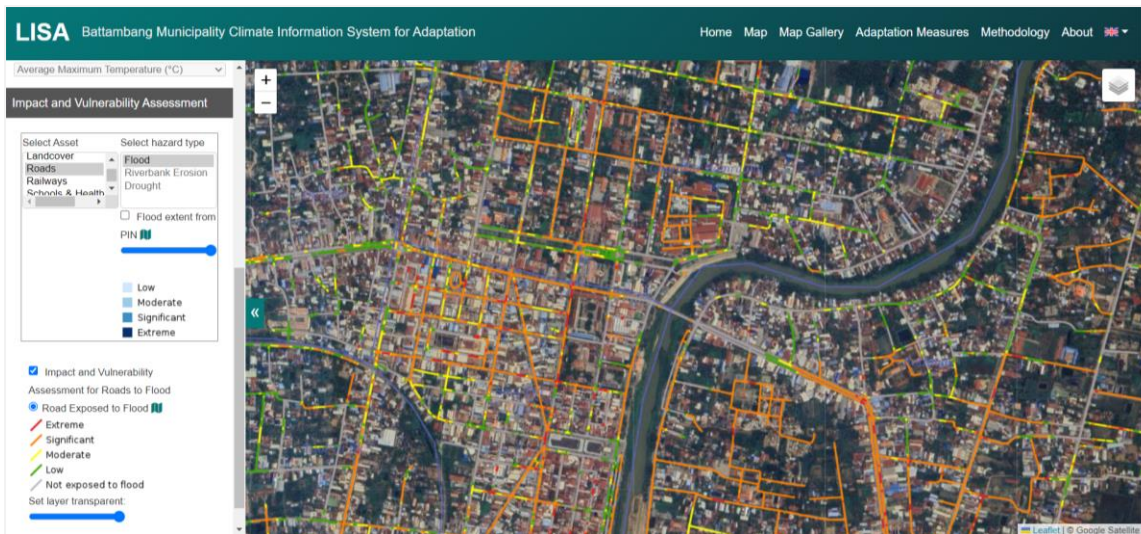 LISA Battambang Municipality Climate Information System for Adaptation
Home Map Map Gallery Adaptation Measures Methodology About
Average Maximum Temperature (°C)
Impact and Vulnerability Assessment
Select Asset
Landcover
Roads
Railways
Schools & Health
Select hazard type
Flood
Riverbank Erosion
Drought
Flood extent from
PIN
Low
Moderate
Significant
Extreme
Impact and Vulnerability
Assessment for Roads to Flood
Road Exposed to Flood
Extreme
Significant
Moderate
Low
Not exposed to flood
Set layer transparent:
+
−
«
Leaflet | © Google Satellite